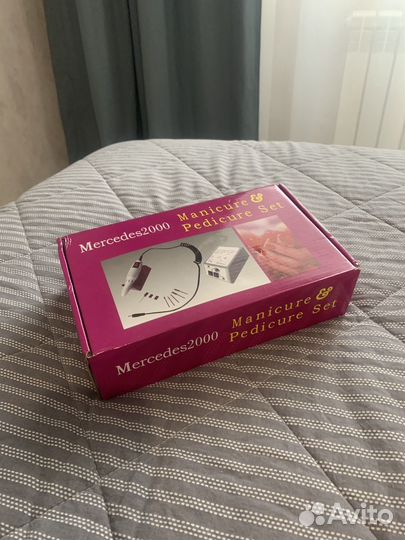 Mercedes2000
Manicure &
Pedicure Set
Mercedes2000
Manicure &
Pedicure Set
Avito